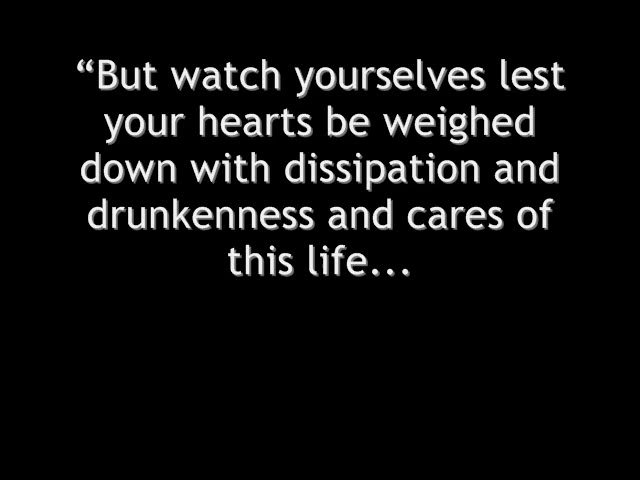 “But watch yourselves lest
your hearts be weighed
down with dissipation and
drunkenness and cares of
this life...